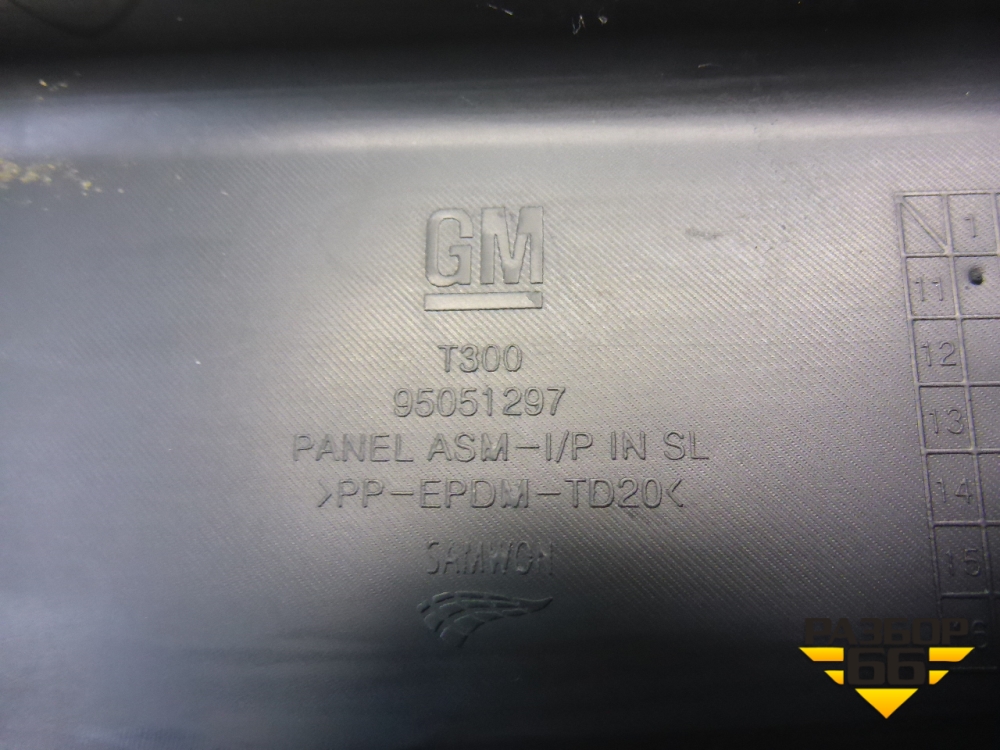 GM
T300
95051297
PANEL ASM-I/P IN SL
>PP-EPDM-TD20<
SAMWON
1
11
12
13
14
15
РАЗБОР
66